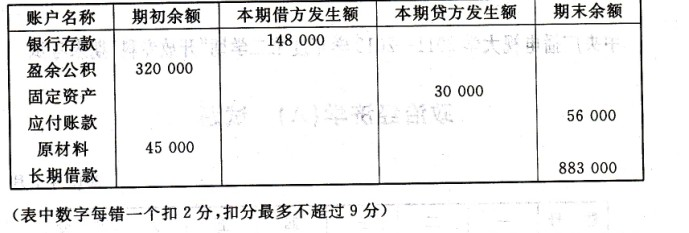 账户名称 期初余额 本期借方发生额 本期贷方发生额 期末余额
银行存款 148 000
盈余公积 320 000
固定资产 30 000
应付账款 56 000
原材料 45 000
长期借款 883 000
(表中数字每错一个扣2分,扣分最多不超过9分)